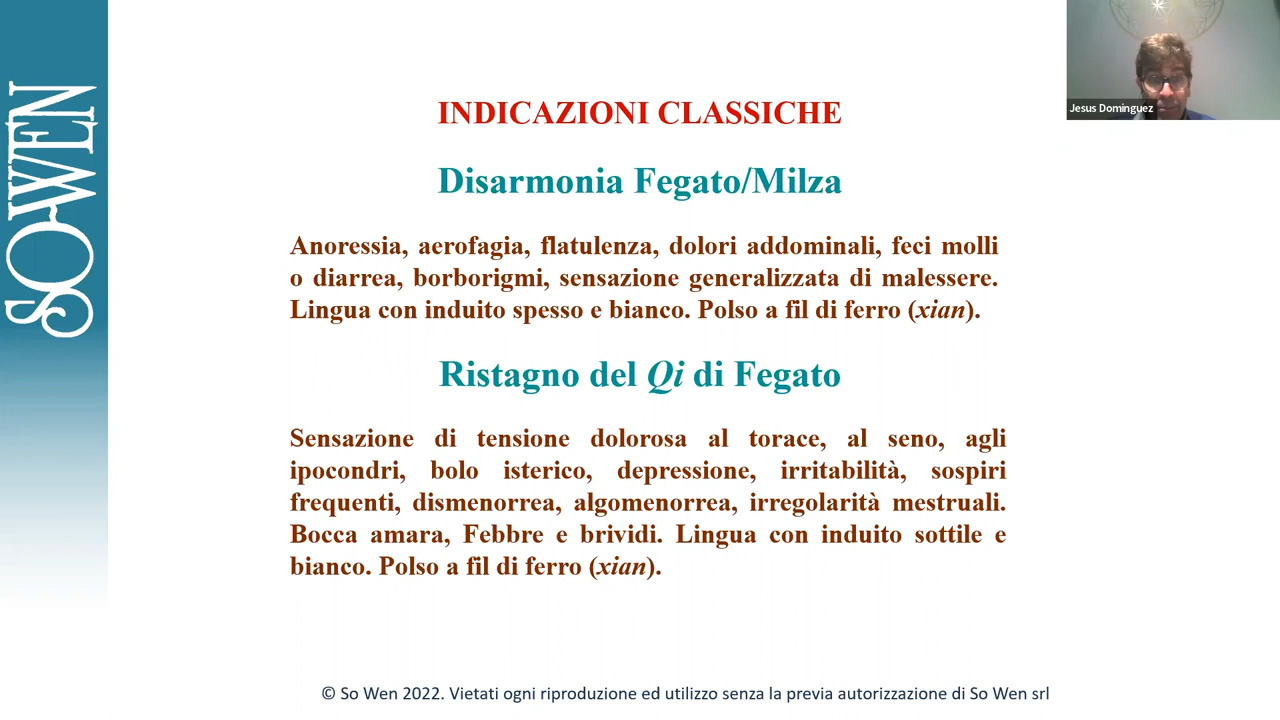 SO WEN
Jesus Dominguez
INDICAZIONI CLASSICHE
Disarmonia Fegato/Milza
Anoressia, aerofagia, flatulenza, dolori addominali, feci molli
o diarrea, borborigmi, sensazione generalizzata di malessere.
Lingua con induito spesso e bianco. Polso a fil di ferro (xian).
Ristagno del Qi di Fegato
Sensazione di tensione dolorosa al torace, al seno, agli
ipocondri, bolo isterico, depressione, irritabilità, sospiri
frequenti, dismenorrea, algomenorrea, irregolarità mestruali.
Bocca amara, Febbre e brividi. Lingua con induito sottile e
bianco. Polso a fil di ferro (xian).
© So Wen 2022. Vietati ogni riproduzione ed utilizzo senza la previa autorizzazione di So Wen srl